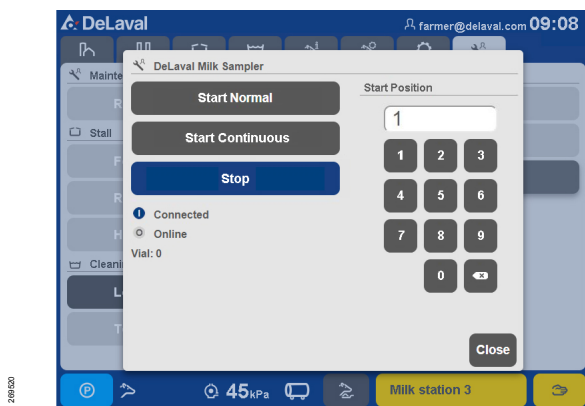 DeLaval
farmer@delaval.com 09:08
Mainte
DeLaval Milk Sampler
Start Normal
Start Continuous
Stop
Connected
Online
Vial: 0
Start Position
1
1 2 3
4 5 6
7 8 9
0
Close
R
Stall
F
R
H
Cleani
L
T
P
45kPa
Milk station 3
269520